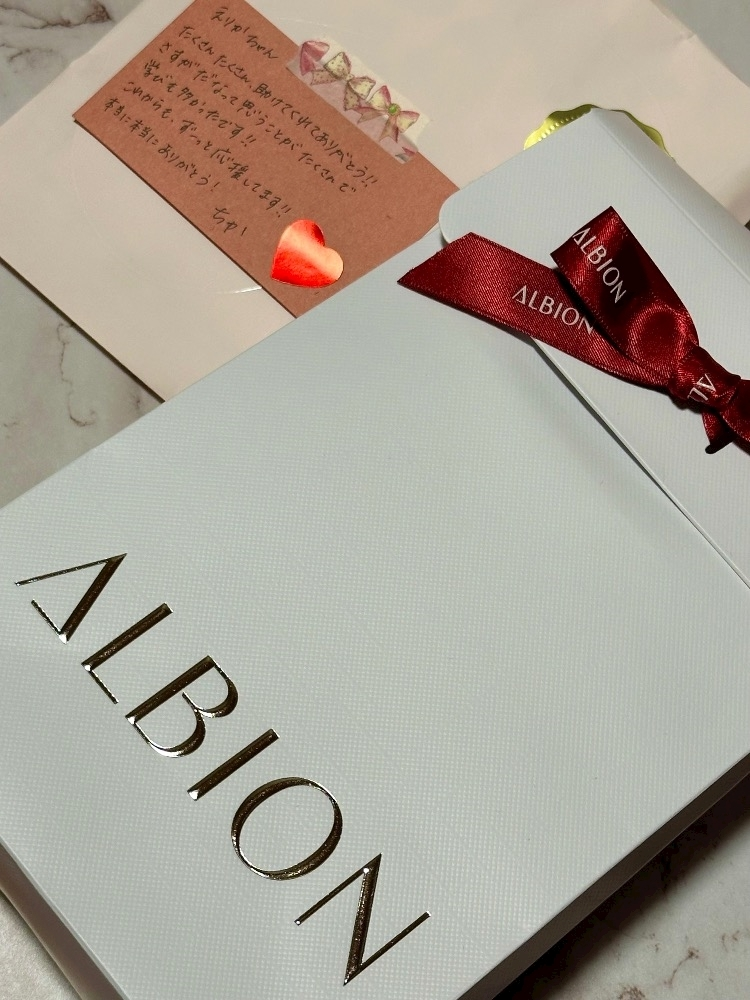 えりかちゃん
たくさんたくさん、助けてくれてありがとう!!
さすがだなって思うことがたくさんで
学びも多かったです!!
これからも、ずっと応援してます!!
本当に本当にありがとう!
ちか
ALBION
ALBION
AL
ALBION